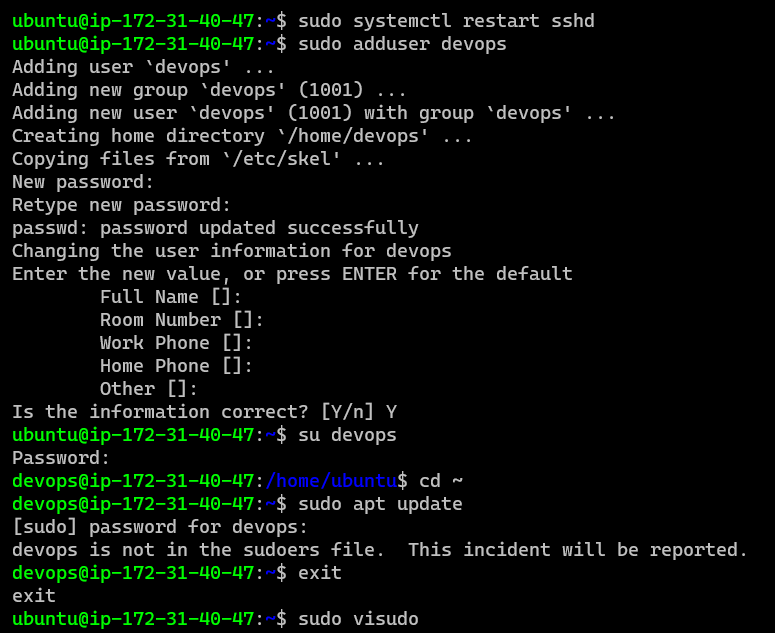 ubuntu@ip-172-31-40-47:~$ sudo systemctl restart sshd
ubuntu@ip-172-31-40-47:~$ sudo adduser devops
Adding user `devops' ...
Adding new group `devops' (1001) ...
Adding new user `devops' (1001) with group `devops' ...
Creating home directory `/home/devops' ...
Copying files from `/etc/skel' ...
New password:
Retype new password:
passwd: password updated successfully
Changing the user information for devops
Enter the new value, or press ENTER for the default
        Full Name []:
        Room Number []:
        Work Phone []:
        Home Phone []:
        Other []:
Is the information correct? [Y/n] Y
ubuntu@ip-172-31-40-47:~$ su devops
Password:
devops@ip-172-31-40-47:/home/ubuntu$ cd ~
devops@ip-172-31-40-47:~$ sudo apt update
[sudo] password for devops:
devops is not in the sudoers file.  This incident will be reported.
devops@ip-172-31-40-47:~$ exit
exit
ubuntu@ip-172-31-40-47:~$ sudo visudo